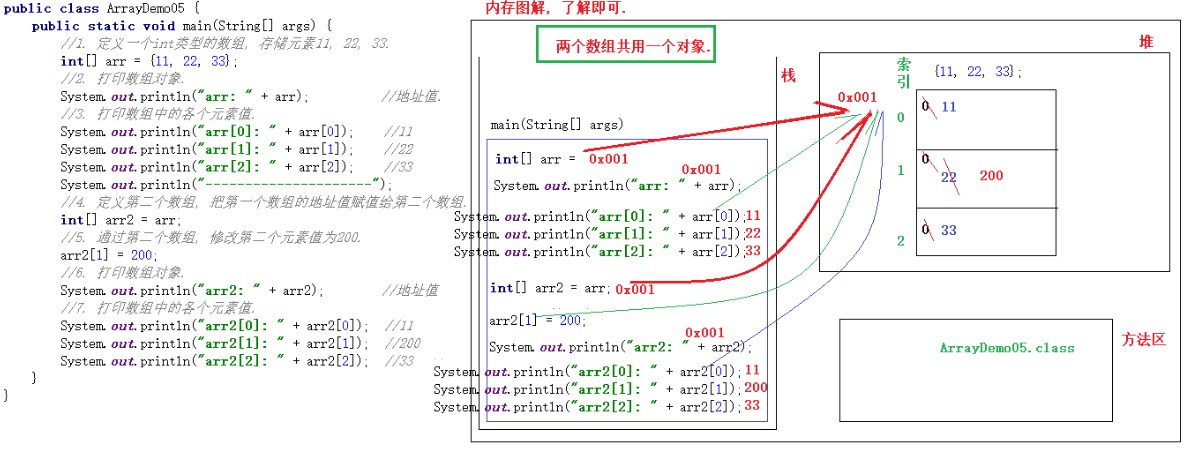 public class ArrayDemo05 {
public static void main(String[] args) {
//1. 定义一个int类型的数组, 存储元素11, 22, 33.
int[] arr = {11, 22, 33};
//2. 打印数组对象.
System.out.println("arr: " + arr); //地址值.
//3. 打印数组中的各个元素值.
System.out.println("arr[0]: " + arr[0]); //11
System.out.println("arr[1]: " + arr[1]); //22
System.out.println("arr[2]: " + arr[2]); //33
System.out.println("---------------------");
//4. 定义第二个数组, 把第一个数组的地址值赋值给第二个数组.
int[] arr2 = arr;
//5. 通过第二个数组, 修改第二个元素值为200.
arr2[1] = 200;
//6. 打印数组对象.
System.out.println("arr2: " + arr2); //地址值
//7. 打印数组中的各个元素值.
System.out.println("arr2[0]: " + arr2[0]); //11
System.out.println("arr2[1]: " + arr2[1]); //200
System.out.println("arr2[2]: " + arr2[2]); //33
}
}
内存图解, 了解即可.
两个数组共用一个对象.
栈
main(String[] args)
int[] arr = 0x001
0x001
System.out.println("arr: " + arr);
System.out.println("arr[0]: " + arr[0]);11
System.out.println("arr[1]: " + arr[1]);22
System.out.println("arr[2]: " + arr[2]);33
int[] arr2 = arr;0x001
arr2[1] = 200;
0x001
System.out.println("arr2: " + arr2);
System.out.println("arr2[0]: " + arr2[0]);11
System.out.println("arr2[1]: " + arr2[1]);200
System.out.println("arr2[2]: " + arr2[2]);33
堆
索引
{11, 22, 33};
0x001
0 0 11
1 0 22 200
2 0 33
方法区
ArrayDemo05.class